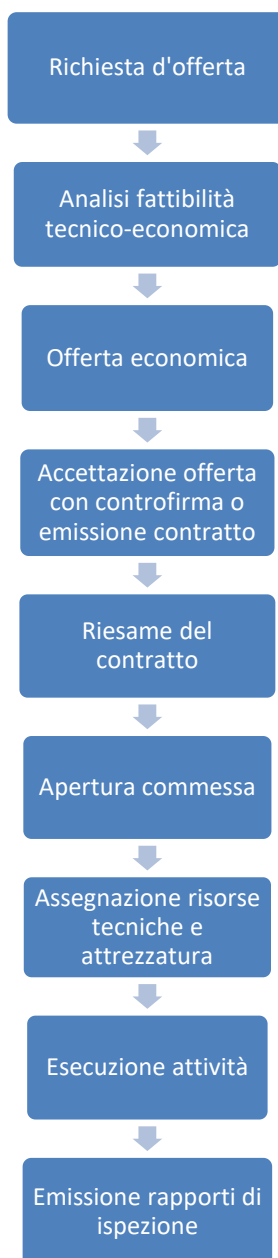 Richiesta d'offerta
Analisi fattibilità
tecnico-economica
Offerta economica
Accettazione offerta
con controfirma o
emissione contratto
Riesame del
contratto
Apertura commessa
Assegnazione risorse
tecniche e
attrezzatura
Esecuzione attività
Emissione rapporti di
ispezione